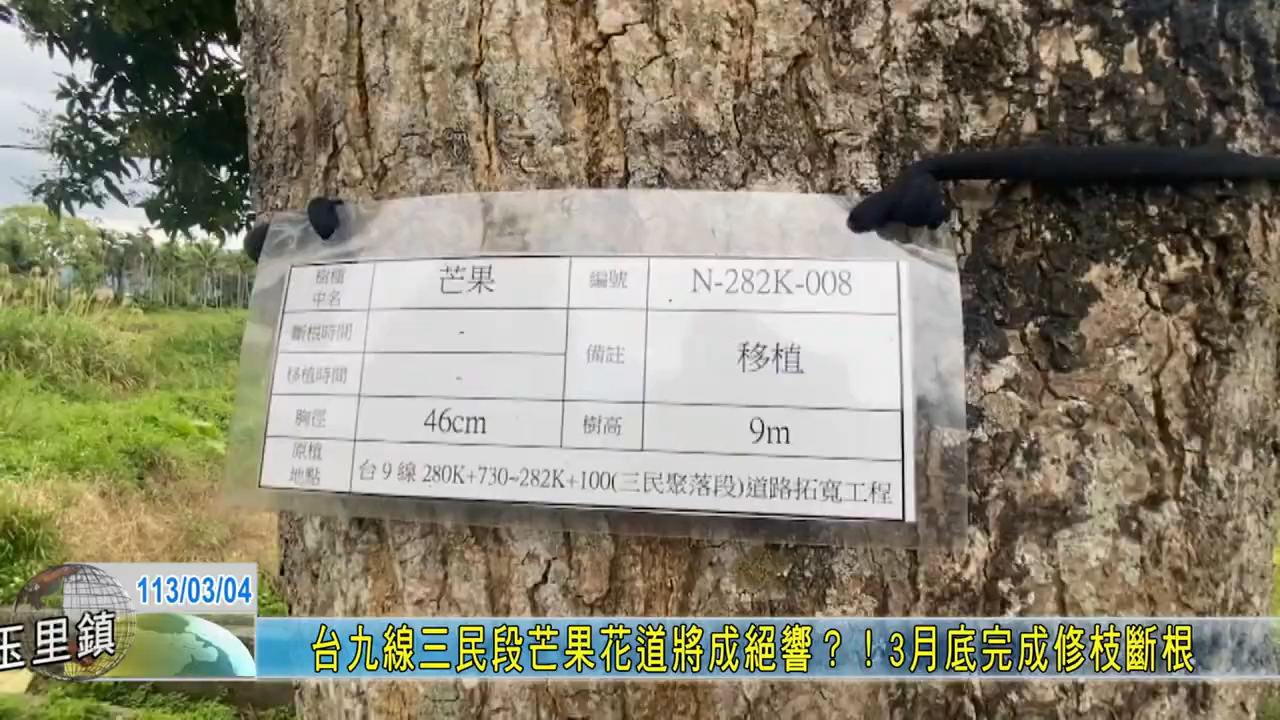 樹種中名 芒果 編號 N-282K-008
斷根時間 - 備註 移植
移植時間 -
胸徑 46cm 樹高 9m
原植地點 台9線 280K+730~282K+100(三民聚落段)道路拓寬工程
113/03/04
玉里鎮
台九線三民段芒果花道將成絕響？！3月底完成修枝斷根